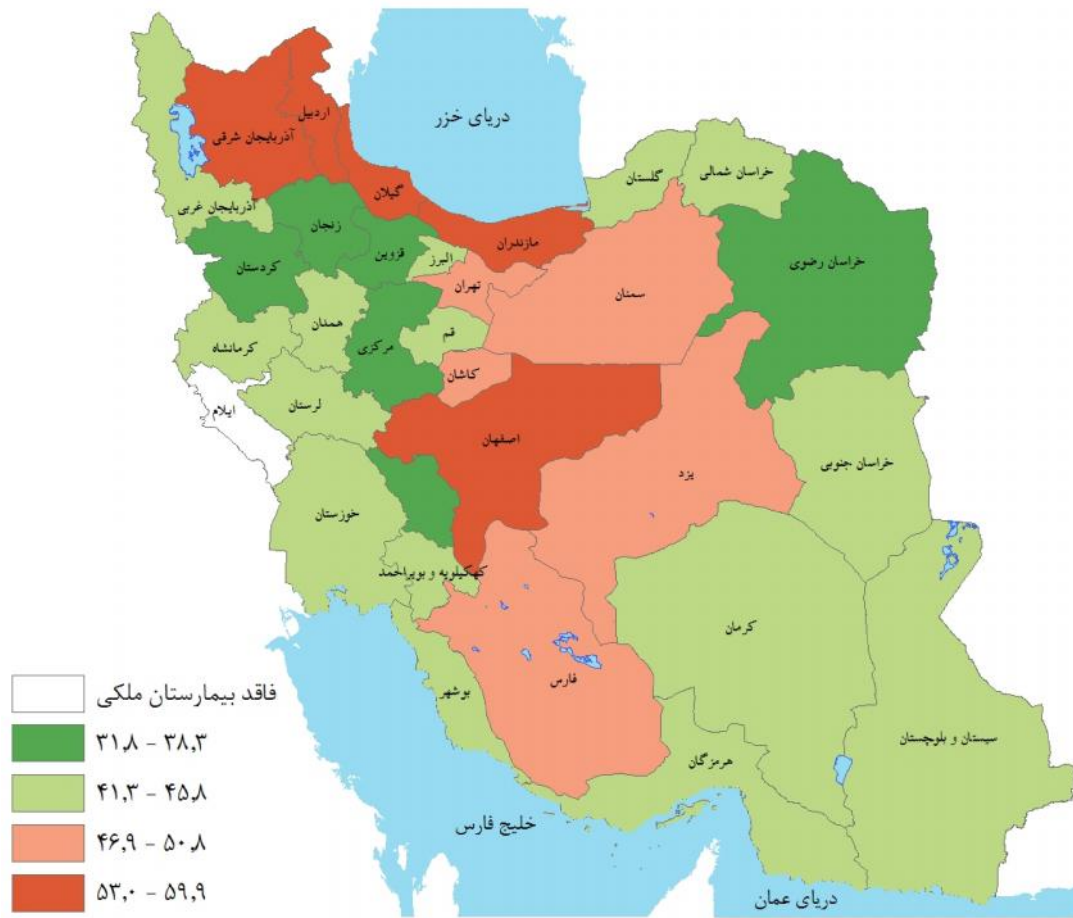 دریای خزر
اردبیل
آذربایجان شرقی
گیلان
گلستان
خراسان شمالی
آذربایجان غربی
زنجان
مازندران
قزوین
البرز
خراسان رضوی
کردستان
تهران
سمنان
همدان
قم
مرکزی
کرمانشاه
کاشان
ایلام
لرستان
اصفهان
خراسان جنوبی
یزد
خوزستان
کهکیلویه و بویراحمد
کرمان
فارس
بوشهر
سیستان و بلوچستان
هرمزگان
خلیج فارس
دریای عمان
فاقد بیمارستان ملکی
۳۱,۸ - ۳۸,۳
۴۱,۳ - ۴۵,۸
۴۶,۹ - ۵۰,۸
۵۳,۰ - ۵۹,۹